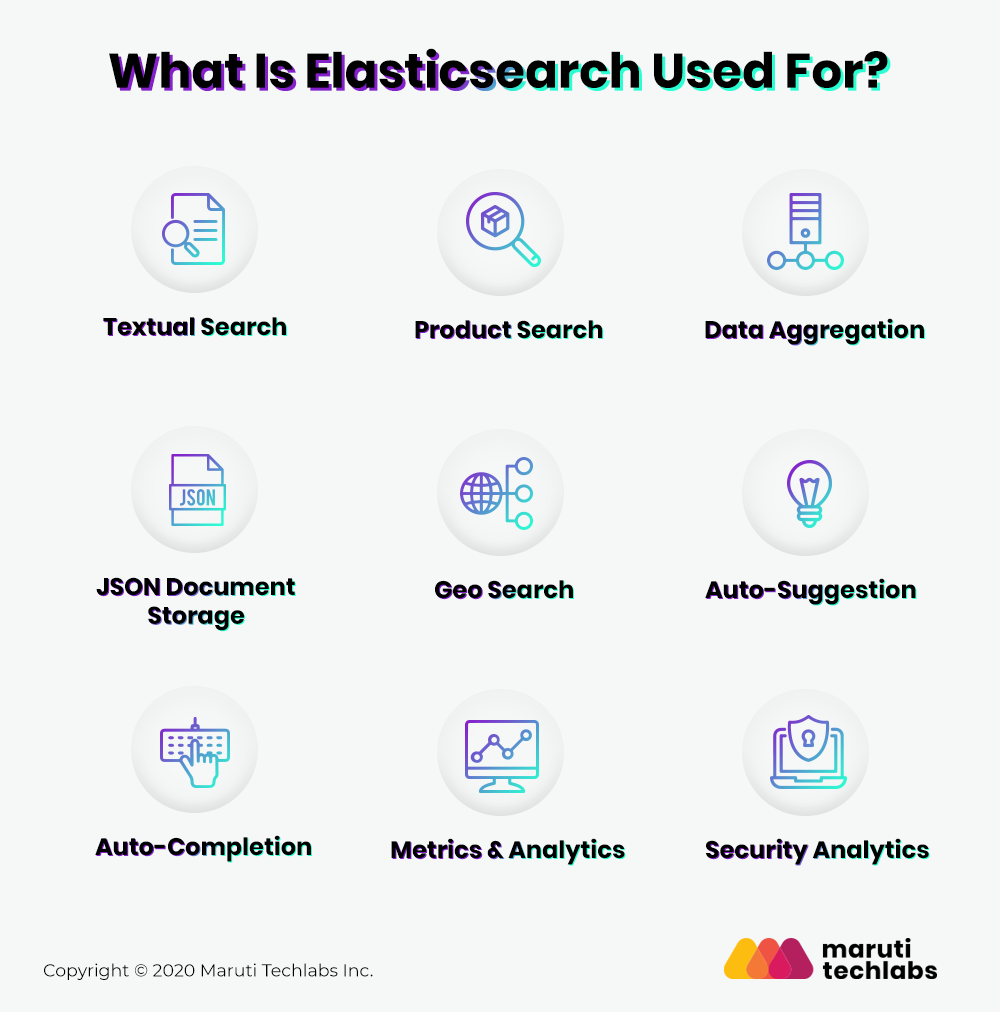 What Is Elasticsearch Used For?
Textual Search
Product Search
Data Aggregation
JSON
JSON Document
Storage
Geo Search
Auto-Suggestion
Auto-Completion
Metrics & Analytics
Security Analytics
Copyright © 2020 Maruti Techlabs Inc.
maruti
techlabs